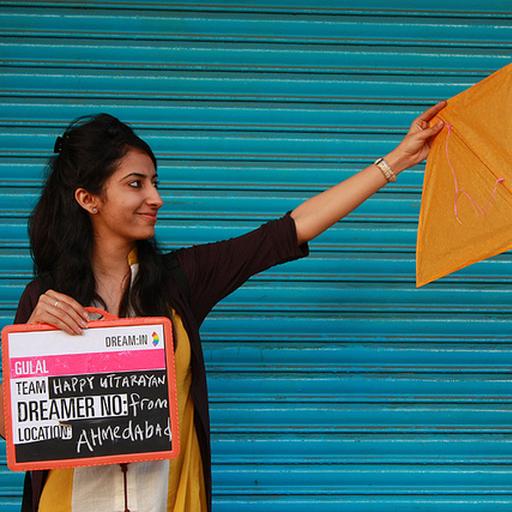 DREAM:IN
GULAL
TEAM HAPPY UTTARAYAN
DREAMER NO: from
LOCATION: AHMEDABAD